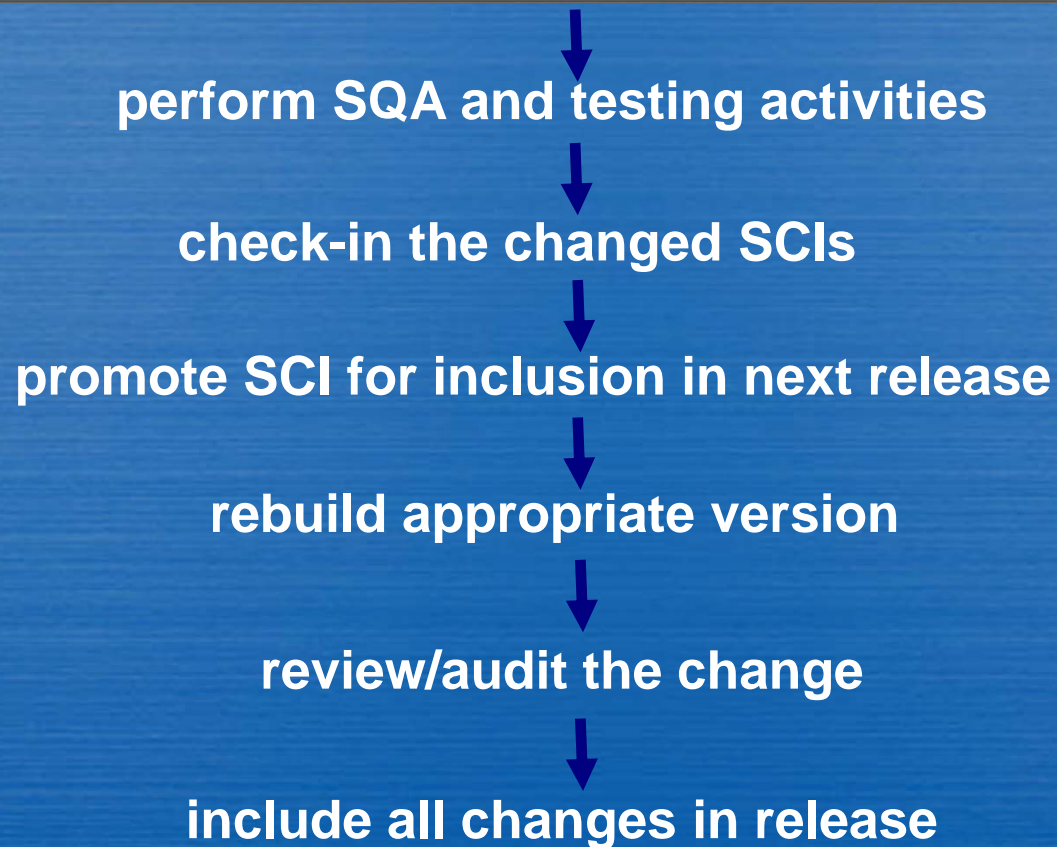 perform SQA and testing activities
check-in the changed SCIs
promote SCI for inclusion in next release
rebuild appropriate version
review/audit the change
include all changes in release